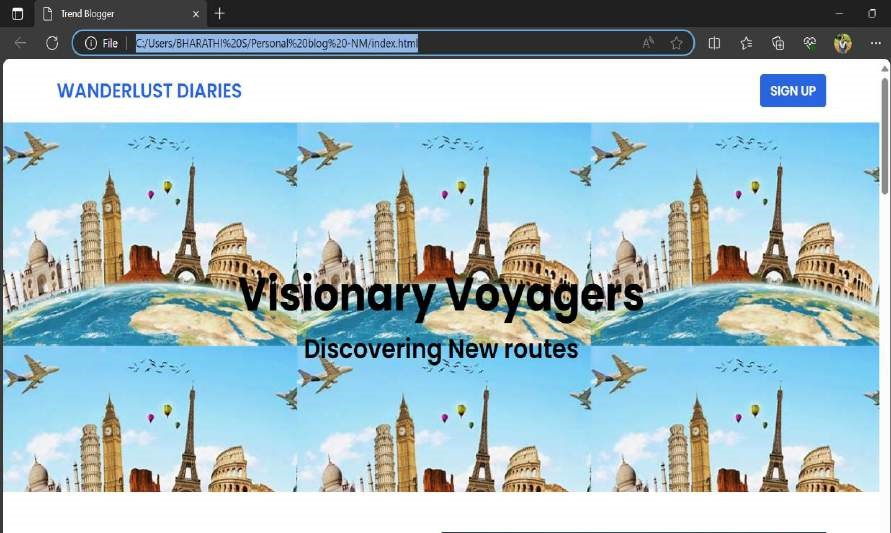 Trend Blogger
File C:/Users/BHARATHI%20S/Personal%20blog%20-NM/index.html
WANDERLUST DIARIES
SIGN UP
Visionary Voyagers
Discovering New routes